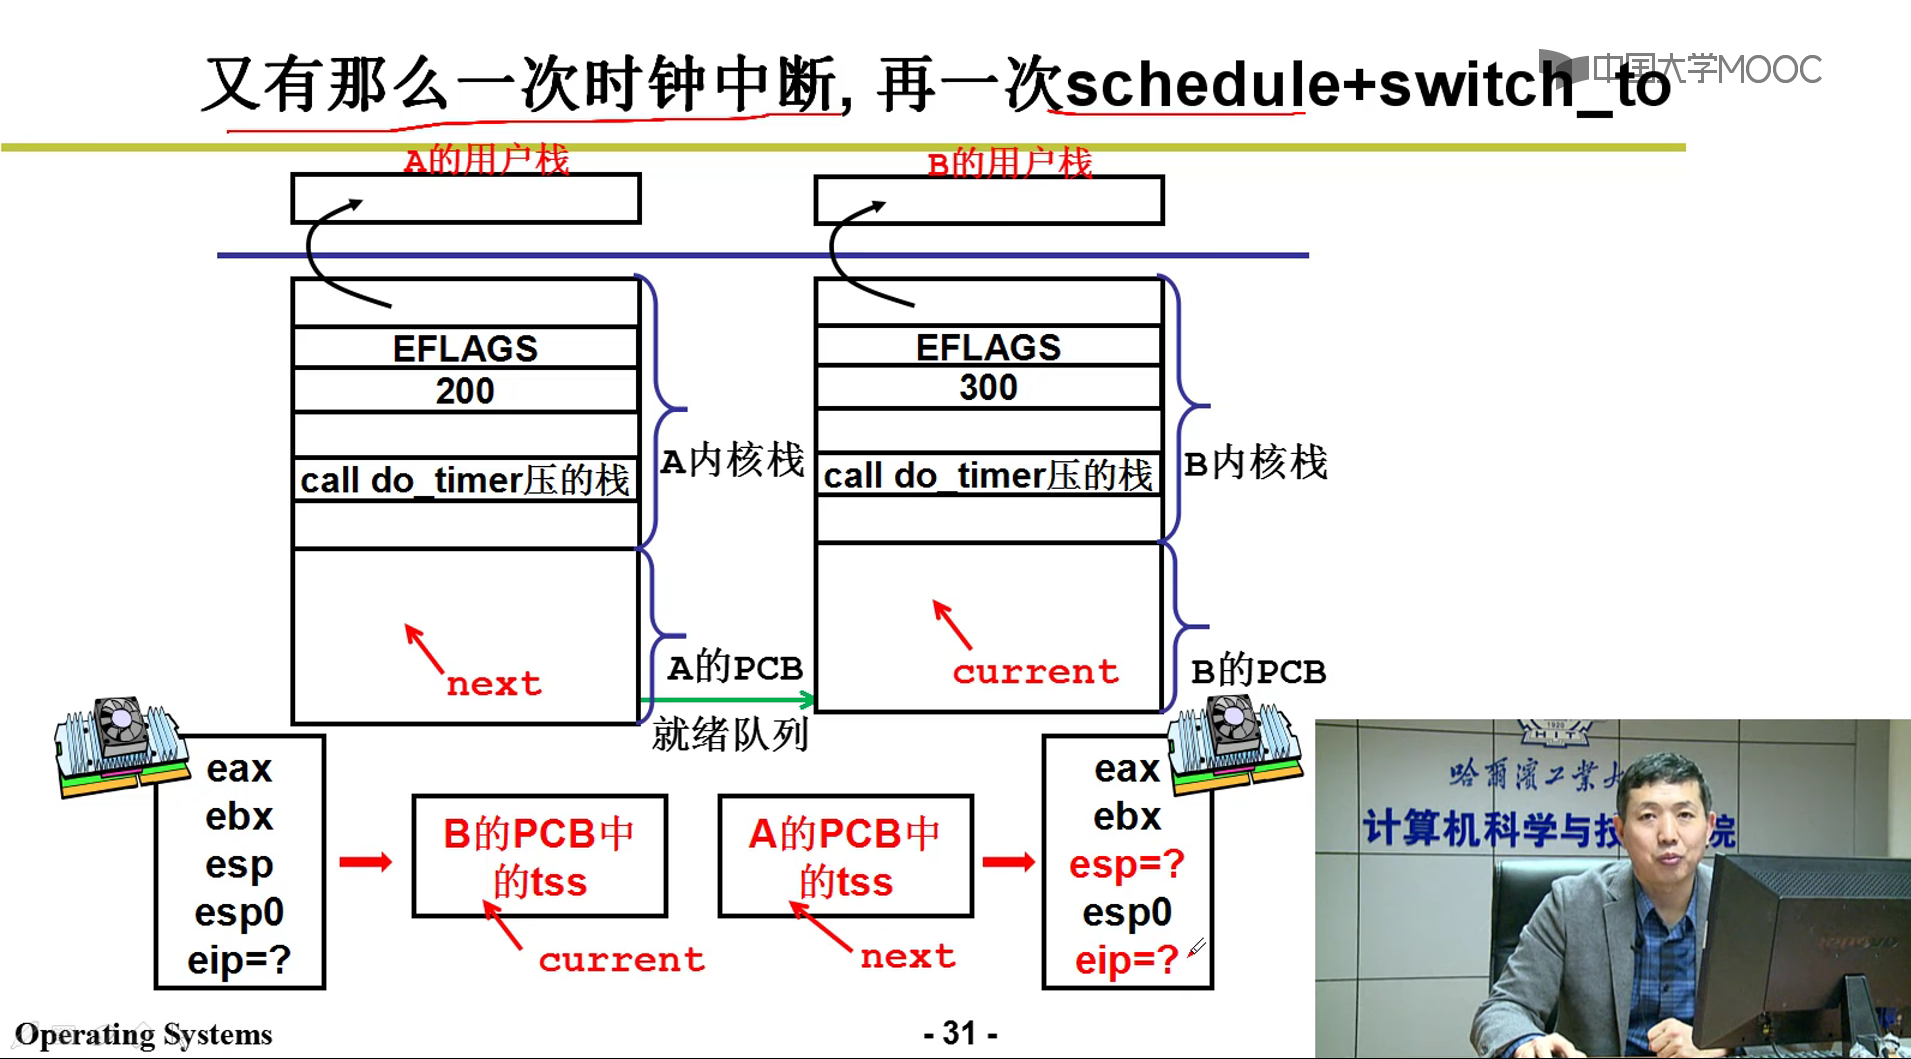 又有那么一次时钟中断, 再一次schedule+switch_to
中国大学MOOC
A的用户栈
B的用户栈
EFLAGS
200
call do_timer压的栈
A内核栈
next
A的PCB
就绪队列
EFLAGS
300
call do_timer压的栈
B内核栈
current
B的PCB
eax
ebx
esp
esp0
eip=?
B的PCB中
的tss
current
A的PCB中
的tss
next
eax
ebx
esp=?
esp0
eip=?
1920
HIT
哈爾濱工業大
计算机科学与技
院
Operating Systems
- 31 -